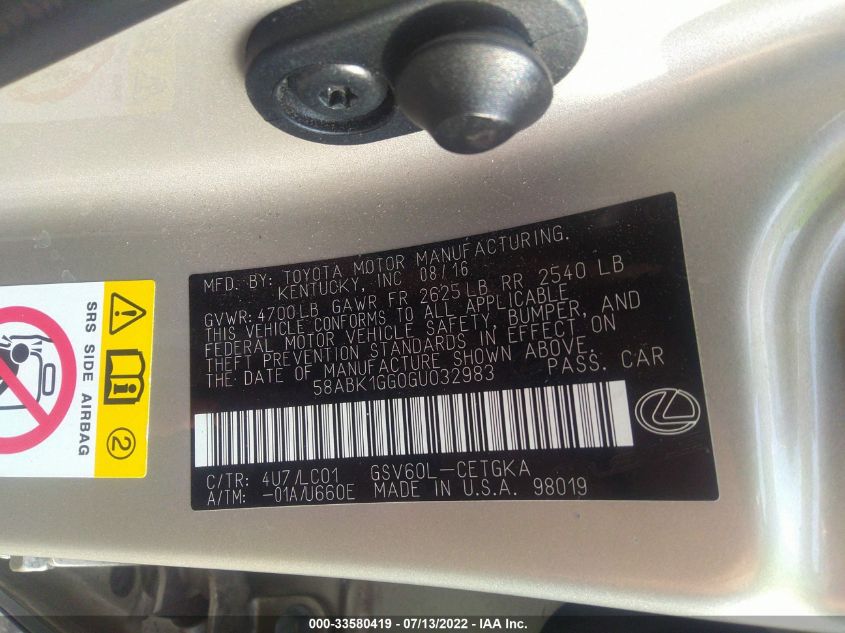 MFD. BY: TOYOTA MOTOR MANUFACTURING.
KENTUCKY, INC 08/16
GVWR: 4700LB GAWR FR 2625LB RR 2540 LB
THIS VEHICLE CONFORMS TO ALL APPLICABLE
FEDERAL MOTOR VEHICLE SAFETY, BUMPER, AND
THEFT PREVENTION STANDARDS IN EFFECT ON
THE DATE OF MANUFACTURE SHOWN ABOVE.
58ABK1GG0GU032983 PASS. CAR
C/TR: 4U7/LC01 GSV60L-CETGKA
A/TM: -01A/U660E MADE IN U.S.A. 98019
SRS SIDE AIRBAG
2
000-33580419 - 07/13/2022 - IAA Inc.